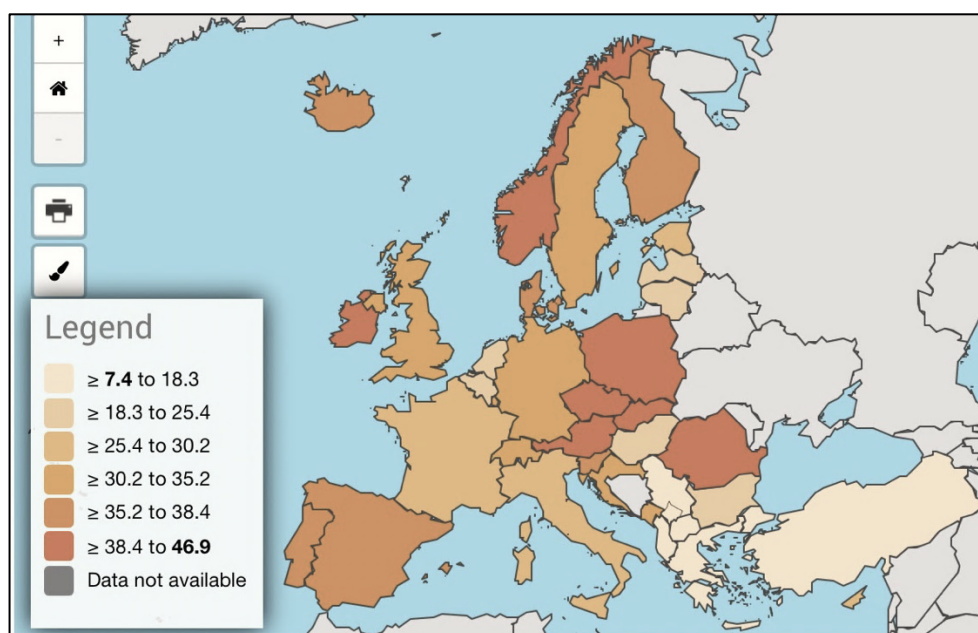 +
-
Legend
≥ 7.4 to 18.3
≥ 18.3 to 25.4
≥ 25.4 to 30.2
≥ 30.2 to 35.2
≥ 35.2 to 38.4
≥ 38.4 to 46.9
Data not available